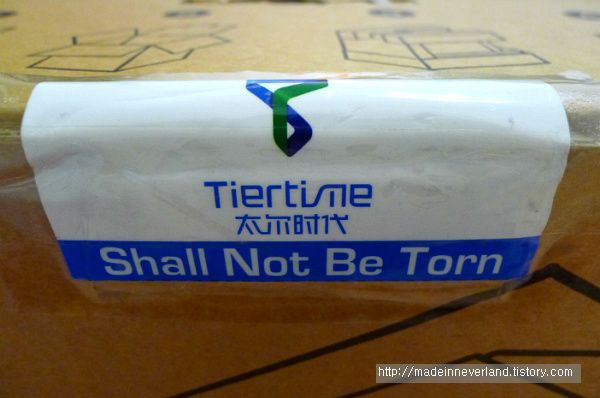 Tiertime
太尔时代
Shall Not Be Torn
http://madeinneverland.tistory.com